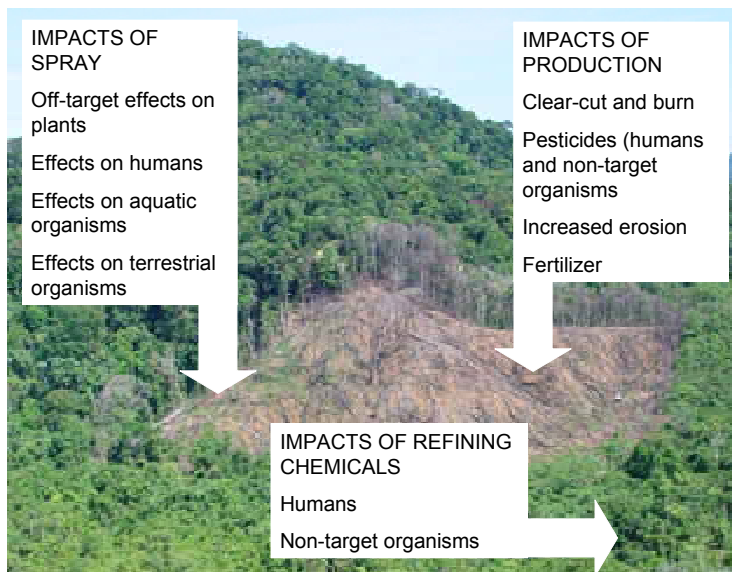 IMPACTS OF
SPRAY
Off-target effects on
plants
Effects on humans
Effects on aquatic
organisms
Effects on terrestrial
organisms
IMPACTS OF
PRODUCTION
Clear-cut and burn
Pesticides (humans
and non-target
organisms
Increased erosion
Fertilizer
IMPACTS OF REFINING
CHEMICALS
Humans
Non-target organisms